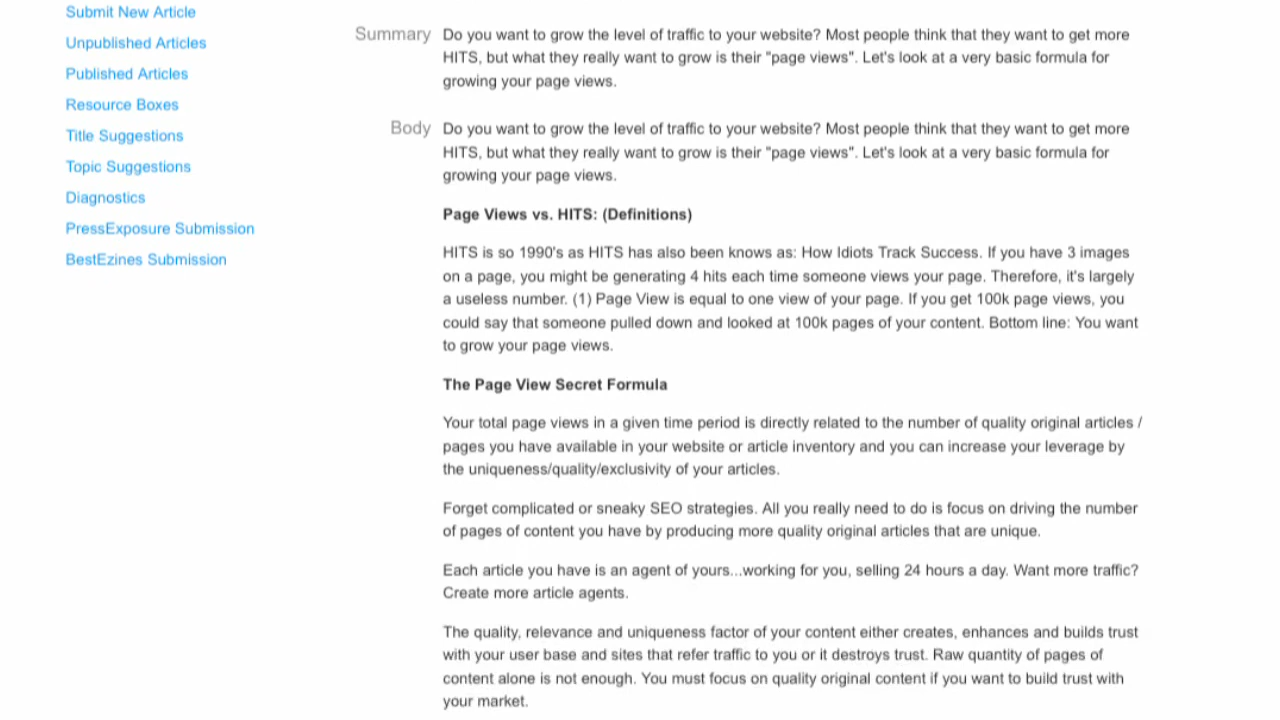 Submit New Article
Unpublished Articles
Published Articles
Resource Boxes
Title Suggestions
Topic Suggestions
Diagnostics
PressExposure Submission
BestEzines Submission
Summary Do you want to grow the level of traffic to your website? Most people think that they want to get more
HITS, but what they really want to grow is their "page views". Let's look at a very basic formula for
growing your page views.
Body Do you want to grow the level of traffic to your website? Most people think that they want to get more
HITS, but what they really want to grow is their "page views". Let's look at a very basic formula for
growing your page views.
Page Views vs. HITS: (Definitions)
HITS is so 1990's as HITS has also been knows as: How Idiots Track Success. If you have 3 images
on a page, you might be generating 4 hits each time someone views your page. Therefore, it's largely
a useless number. (1) Page View is equal to one view of your page. If you get 100k page views, you
could say that someone pulled down and looked at 100k pages of your content. Bottom line: You want
to grow your page views.
The Page View Secret Formula
Your total page views in a given time period is directly related to the number of quality original articles /
pages you have available in your website or article inventory and you can increase your leverage by
the uniqueness/quality/exclusivity of your articles.
Forget complicated or sneaky SEO strategies. All you really need to do is focus on driving the number
of pages of content you have by producing more quality original articles that are unique.
Each article you have is an agent of yours...working for you, selling 24 hours a day. Want more traffic?
Create more article agents.
The quality, relevance and uniqueness factor of your content either creates, enhances and builds trust
with your user base and sites that refer traffic to you or it destroys trust. Raw quantity of pages of
content alone is not enough. You must focus on quality original content if you want to build trust with
your market.